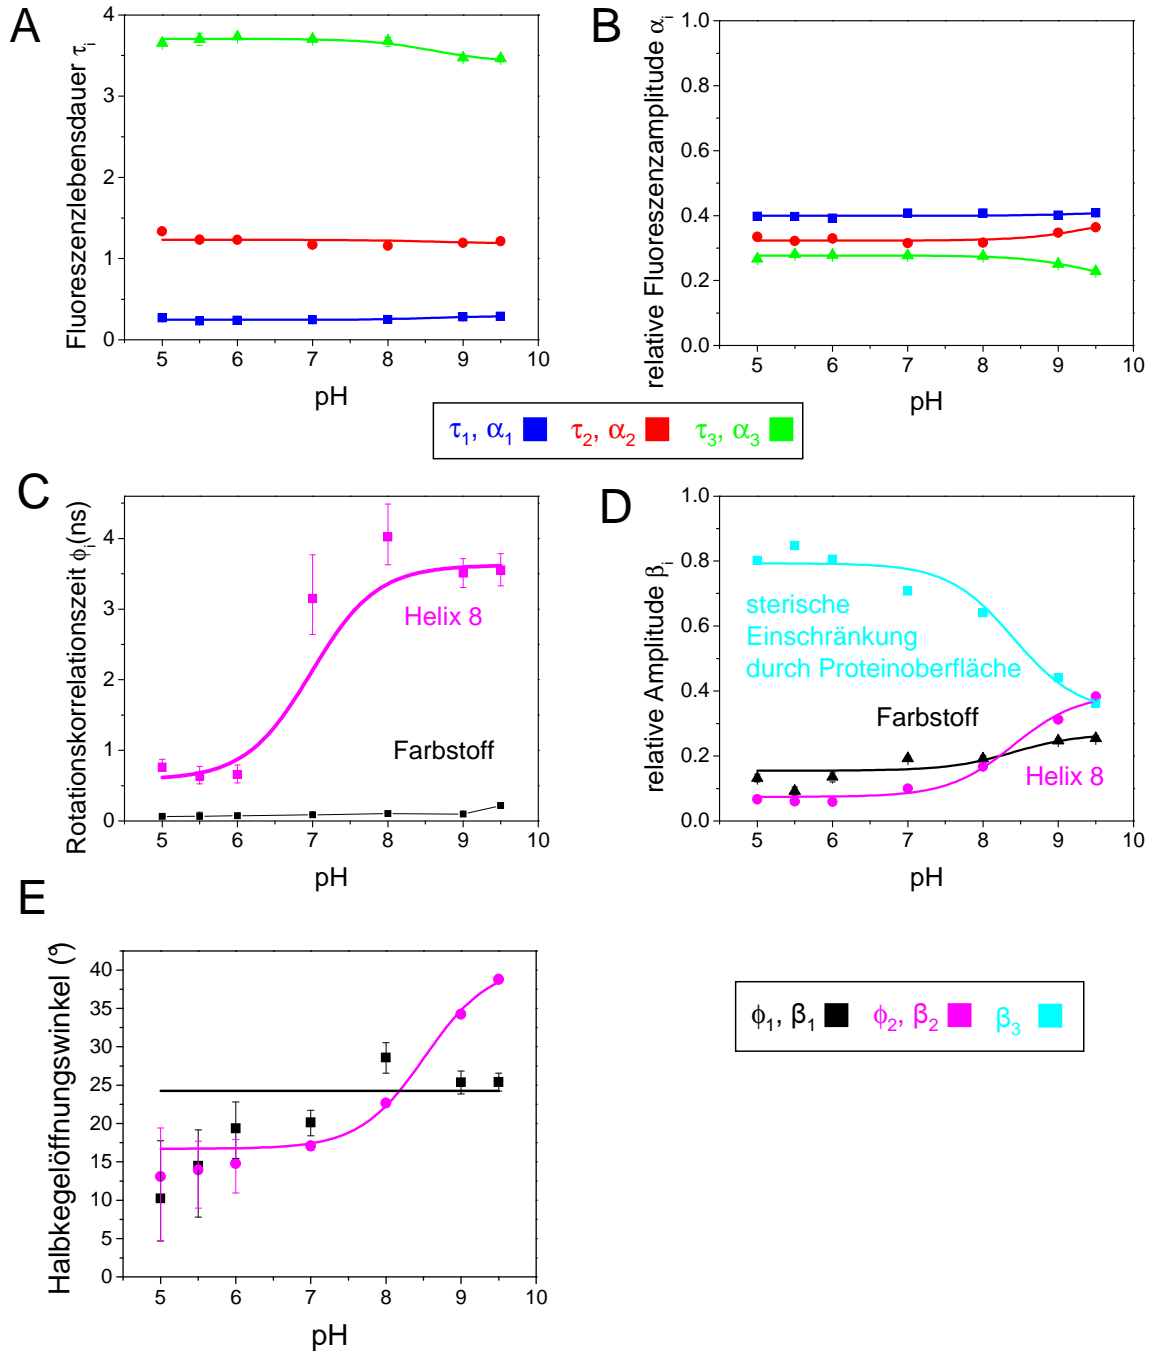 A
Fluoreszenzlebensdauer τi
4
3
2
1
0
5 6 7 8 9 10
pH
B
relative Fluoreszenzamplitude αi
1.0
0.8
0.6
0.4
0.2
0.0
5 6 7 8 9 10
pH
τ1, α1 τ2, α2 τ3, α3
C
Rotationskorrelationszeit ϕi(ns)
4
3
2
1
0
Helix 8
Farbstoff
5 6 7 8 9 10
pH
D
relative Amplitude βi
1.0
0.8
0.6
0.4
0.2
0.0
sterische
Einschränkung
durch Proteinoberfläche
Farbstoff
Helix 8
5 6 7 8 9 10
pH
E
Halbkegelöffnungswinkel (°)
40
35
30
25
20
15
10
5
0
5 6 7 8 9 10
pH
ϕ1, β1 ϕ2, β2 β3